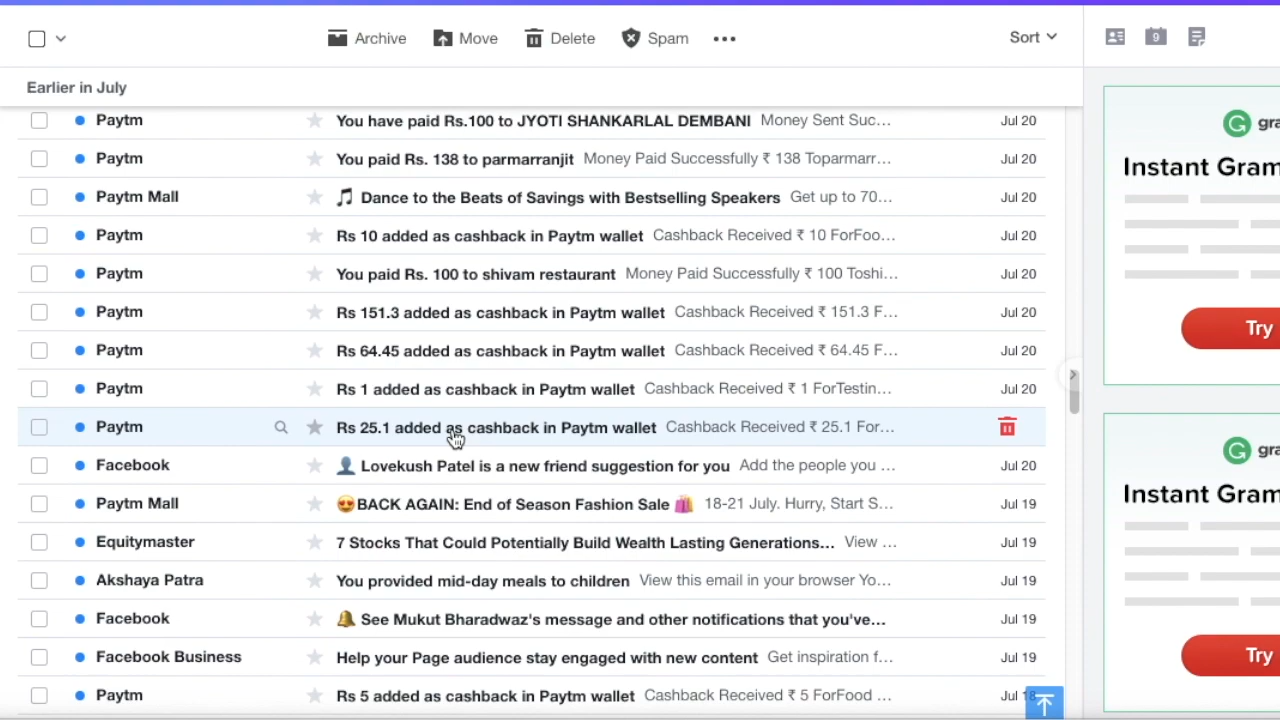 Archive Move Delete Spam ••• Sort 9
Earlier in July
Paytm You have paid Rs.100 to JYOTI SHANKARLAL DEMBANI Money Sent Suc… Jul 20
Paytm You paid Rs. 138 to parmarranjit Money Paid Successfully ₹ 138 Toparmarr… Jul 20
Paytm Mall 🎵 Dance to the Beats of Savings with Bestselling Speakers Get up to 70… Jul 20
Paytm Rs 10 added as cashback in Paytm wallet Cashback Received ₹ 10 ForFoo… Jul 20
Paytm You paid Rs. 100 to shivam restaurant Money Paid Successfully ₹ 100 Toshi… Jul 20
Paytm Rs 151.3 added as cashback in Paytm wallet Cashback Received ₹ 151.3 F… Jul 20
Paytm Rs 64.45 added as cashback in Paytm wallet Cashback Received ₹ 64.45 F… Jul 20
Paytm Rs 1 added as cashback in Paytm wallet Cashback Received ₹ 1 ForTestin… Jul 20
Paytm Rs 25.1 added as cashback in Paytm wallet Cashback Received ₹ 25.1 For…
Facebook 👤 Lovekush Patel is a new friend suggestion for you Add the people you … Jul 20
Paytm Mall 😍BACK AGAIN: End of Season Fashion Sale 🛍️ 18-21 July. Hurry, Start S… Jul 19
Equitymaster 7 Stocks That Could Potentially Build Wealth Lasting Generations… View … Jul 19
Akshaya Patra You provided mid-day meals to children View this email in your browser Yo… Jul 19
Facebook 🔔 See Mukut Bharadwaz's message and other notifications that you've… Jul 19
Facebook Business Help your Page audience stay engaged with new content Get inspiration f… Jul 19
Paytm Rs 5 added as cashback in Paytm wallet Cashback Received ₹ 5 ForFood … Jul 18
G gra
Instant Gram
Try
G gra
Instant Gram
Try